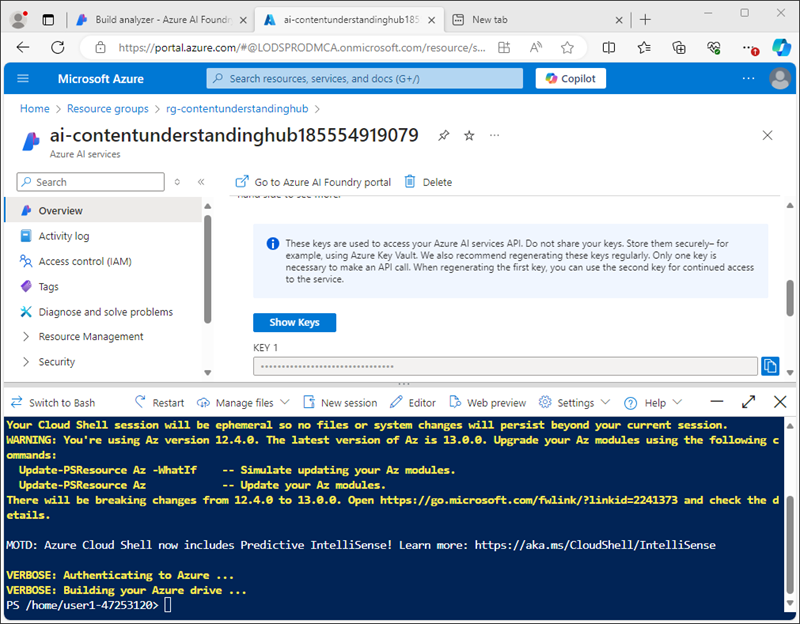 Build analyzer - Azure AI Foundry
ai-contentunderstandinghub185
New tab
https://portal.azure.com/#@LODSPRODMCA.onmicrosoft.com/resource/s...
Microsoft Azure
Search resources, services, and docs (G+/)
Copilot
Home > Resource groups > rg-contentunderstandinghub >
ai-contentunderstandinghub185554919079
Azure AI services
Search
Go to Azure AI Foundry portal
Delete
Overview
Activity log
Access control (IAM)
Tags
Diagnose and solve problems
Resource Management
Security
hand side to see more.
These keys are used to access your Azure AI services API. Do not share your keys. Store them securely– for
example, using Azure Key Vault. We also recommend regenerating these keys regularly. Only one key is
necessary to make an API call. When regenerating the first key, you can use the second key for continued access
to the service.
Show Keys
KEY 1
Switch to Bash
Restart
Manage files
New session
Editor
Web preview
Settings
Help
Your Cloud Shell session will be ephemeral so no files or system changes will persist beyond your current session.
WARNING: You're using Az version 12.4.0. The latest version of Az is 13.0.0. Upgrade your Az modules using the following c
ommands:
Update-PSResource Az -WhatIf -- Simulate updating your Az modules.
Update-PSResource Az -- Update your Az modules.
There will be breaking changes from 12.4.0 to 13.0.0. Open https://go.microsoft.com/fwlink/?linkid=2241373 and check the d
etails.
MOTD: Azure Cloud Shell now includes Predictive IntelliSense! Learn more: https://aka.ms/CloudShell/IntelliSense
VERBOSE: Authenticating to Azure ...
VERBOSE: Building your Azure drive ...
PS /home/user1-47253120>